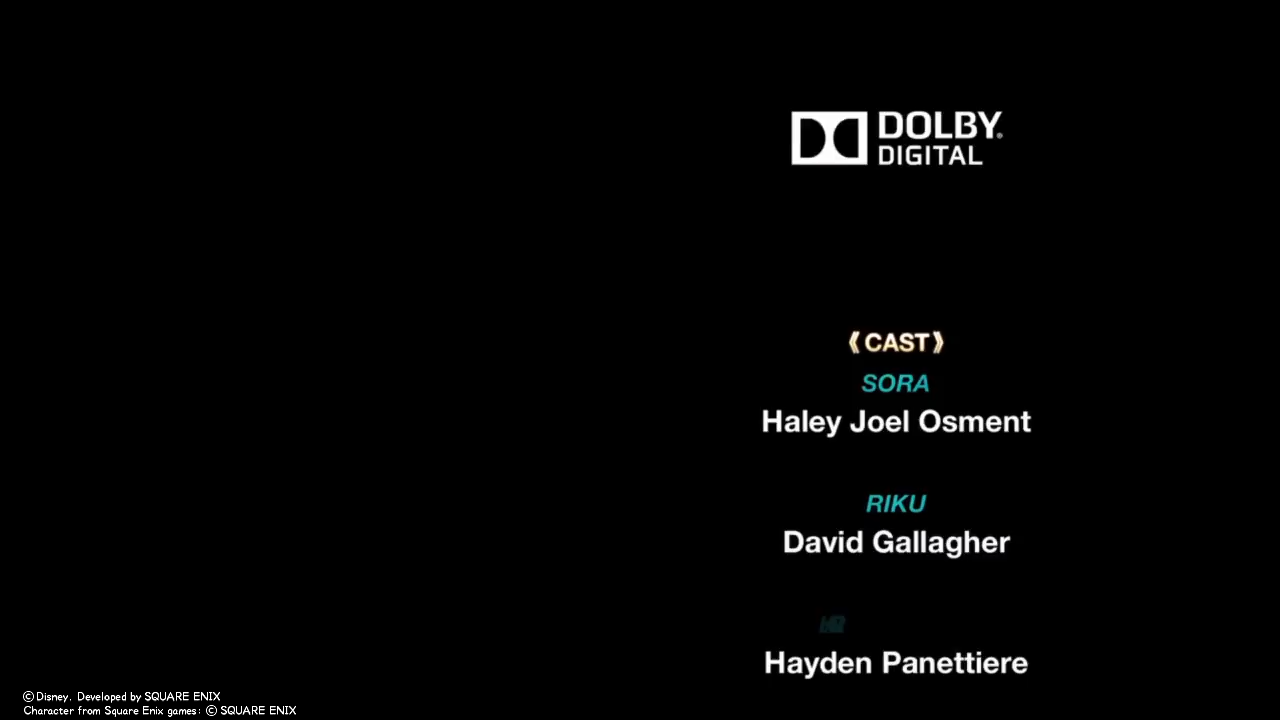 DOLBY®
DIGITAL
《CAST》
SORA
Haley Joel Osment
RIKU
David Gallagher
Hayden Panettiere
©Disney. Developed by SQUARE ENIX
Character from Square Enix games: © SQUARE ENIX